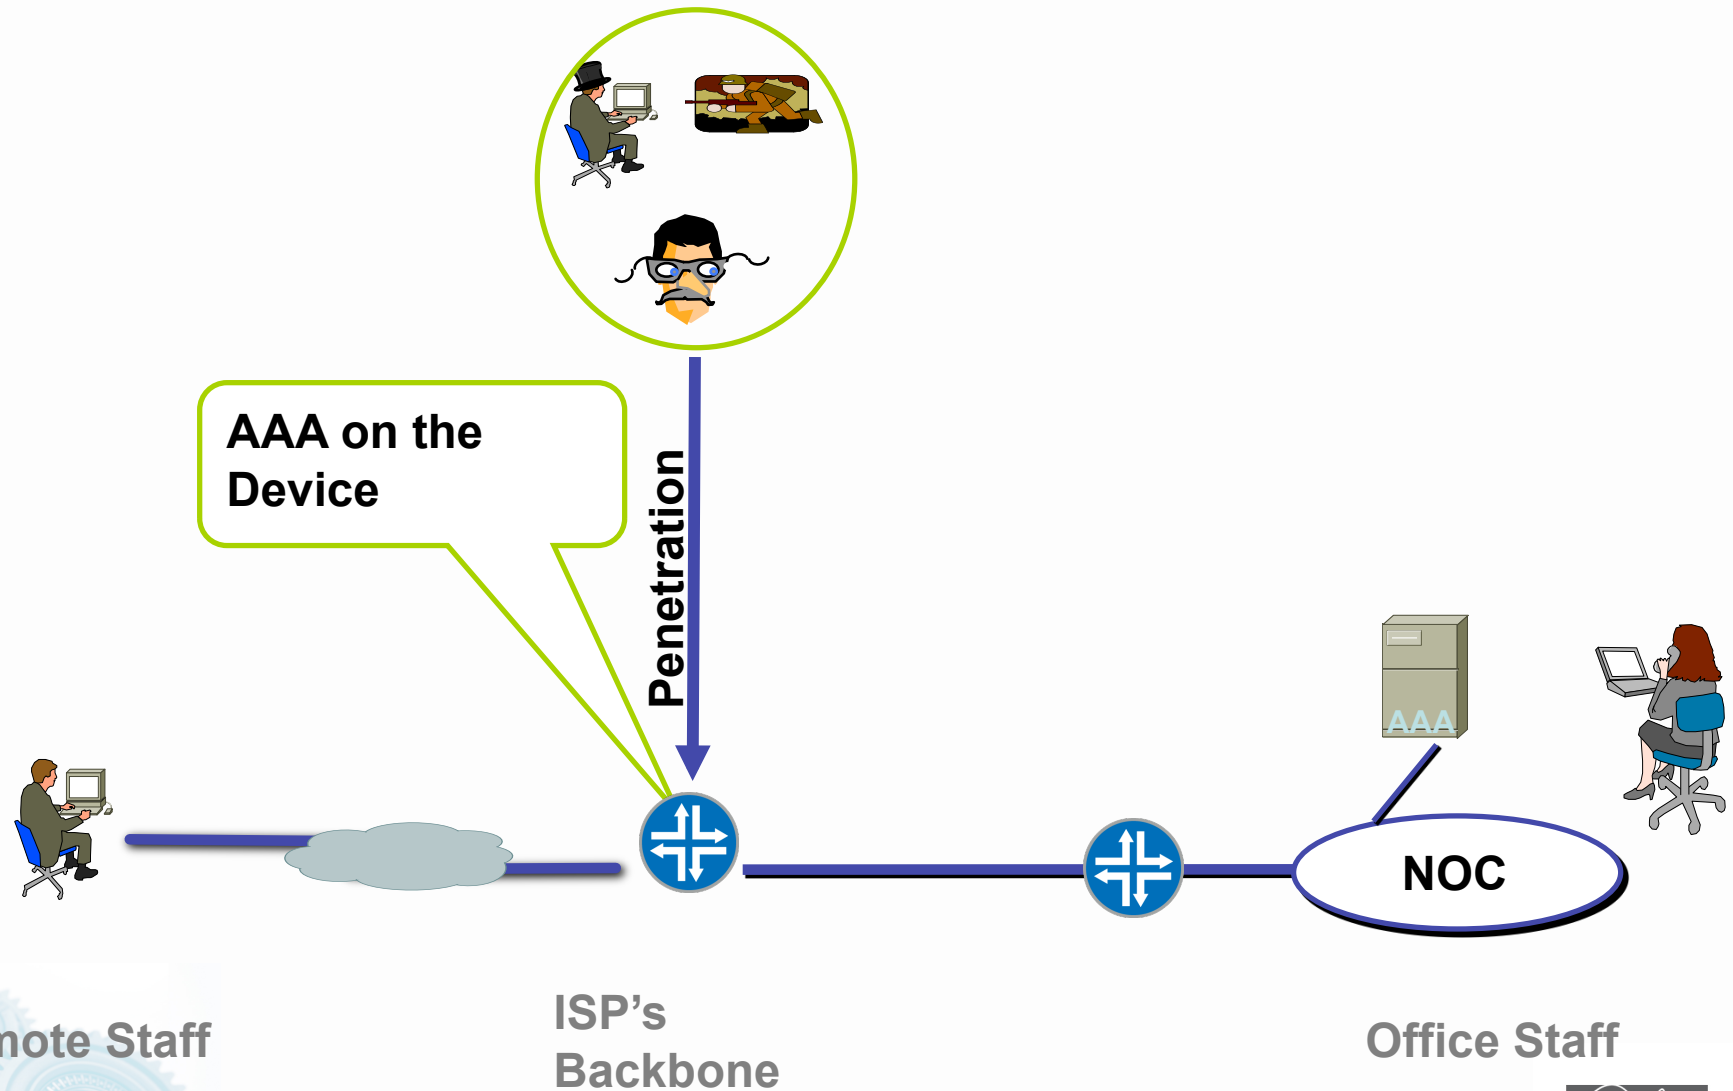 AAA on the
Device
Penetration
AAA
NOC
mote Staff
ISP’s
Backbone
Office Staff